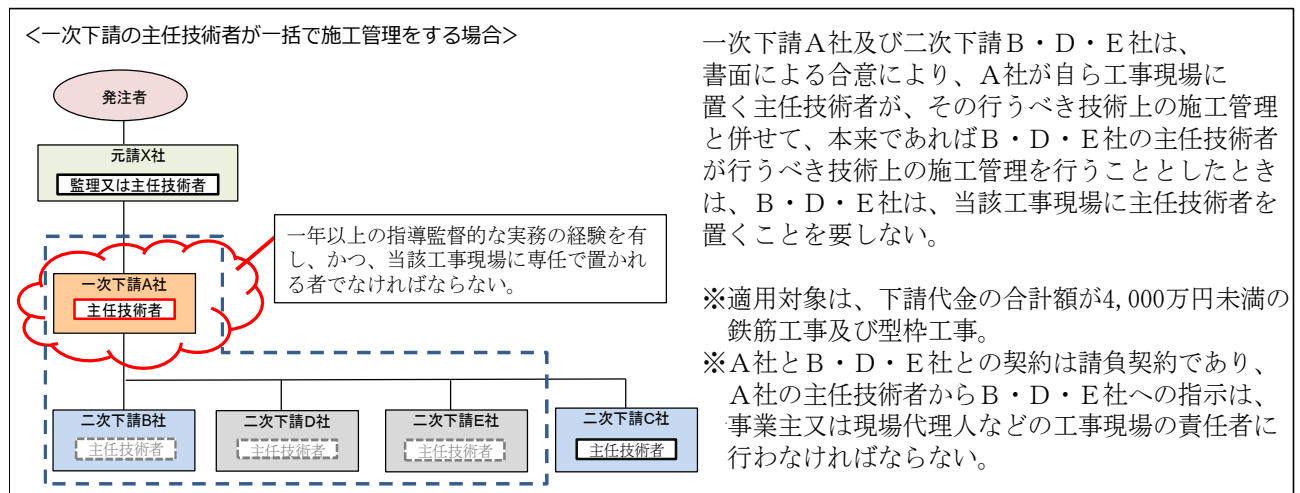 <一次下請の主任技術者が一括で施工管理をする場合>
発注者
元請X社
監理又は主任技術者
一年以上の指導監督的な実務の経験を有
し、かつ、当該工事現場に専任で置かれ
る者でなければならない。
一次下請A社
主任技術者
二次下請B社
主任技術者
二次下請D社
主任技術者
二次下請E社
主任技術者
二次下請C社
主任技術者
一次下請A社及び二次下請B・D・E社は、
書面による合意により、A社が自ら工事現場に
置く主任技術者が、その行うべき技術上の施工管理
と併せて、本来であればB・D・E社の主任技術者
が行うべき技術上の施工管理を行うこととしたとき
は、B・D・E社は、当該工事現場に主任技術者を
置くことを要しない。
※適用対象は、下請代金の合計額が4,000万円未満の
鉄筋工事及び型枠工事。
※A社とB・D・E社との契約は請負契約であり、
A社の主任技術者からB・D・E社への指示は、
事業主又は現場代理人などの工事現場の責任者に
行わなければならない。